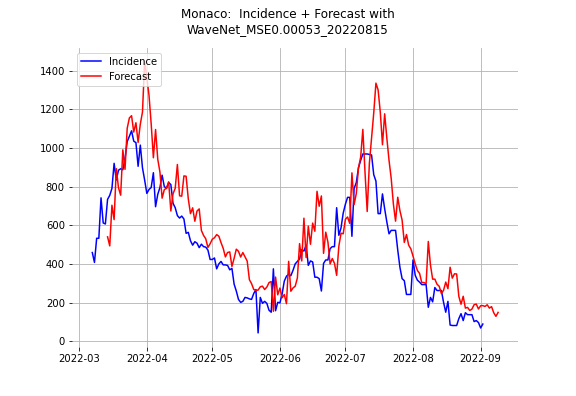 Monaco:  Incidence + Forecast with
WaveNet_MSE0.00053_20220815
Incidence
Forecast
1400
1200
1000
800
600
400
200
0
2022-03 2022-04 2022-05 2022-06 2022-07 2022-08 2022-09